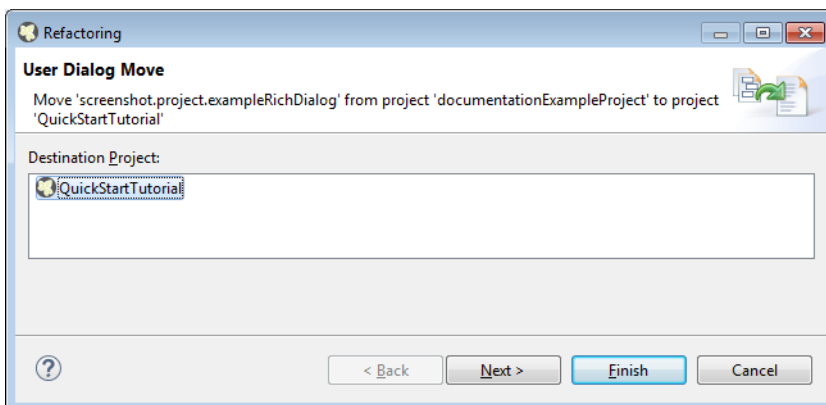 Refactoring
User Dialog Move
Move 'screenshot.project.exampleRichDialog' from project 'documentationExampleProject' to project
'QuickStartTutorial'
Destination Project:
QuickStartTutorial
?
< Back
Next >
Finish
Cancel